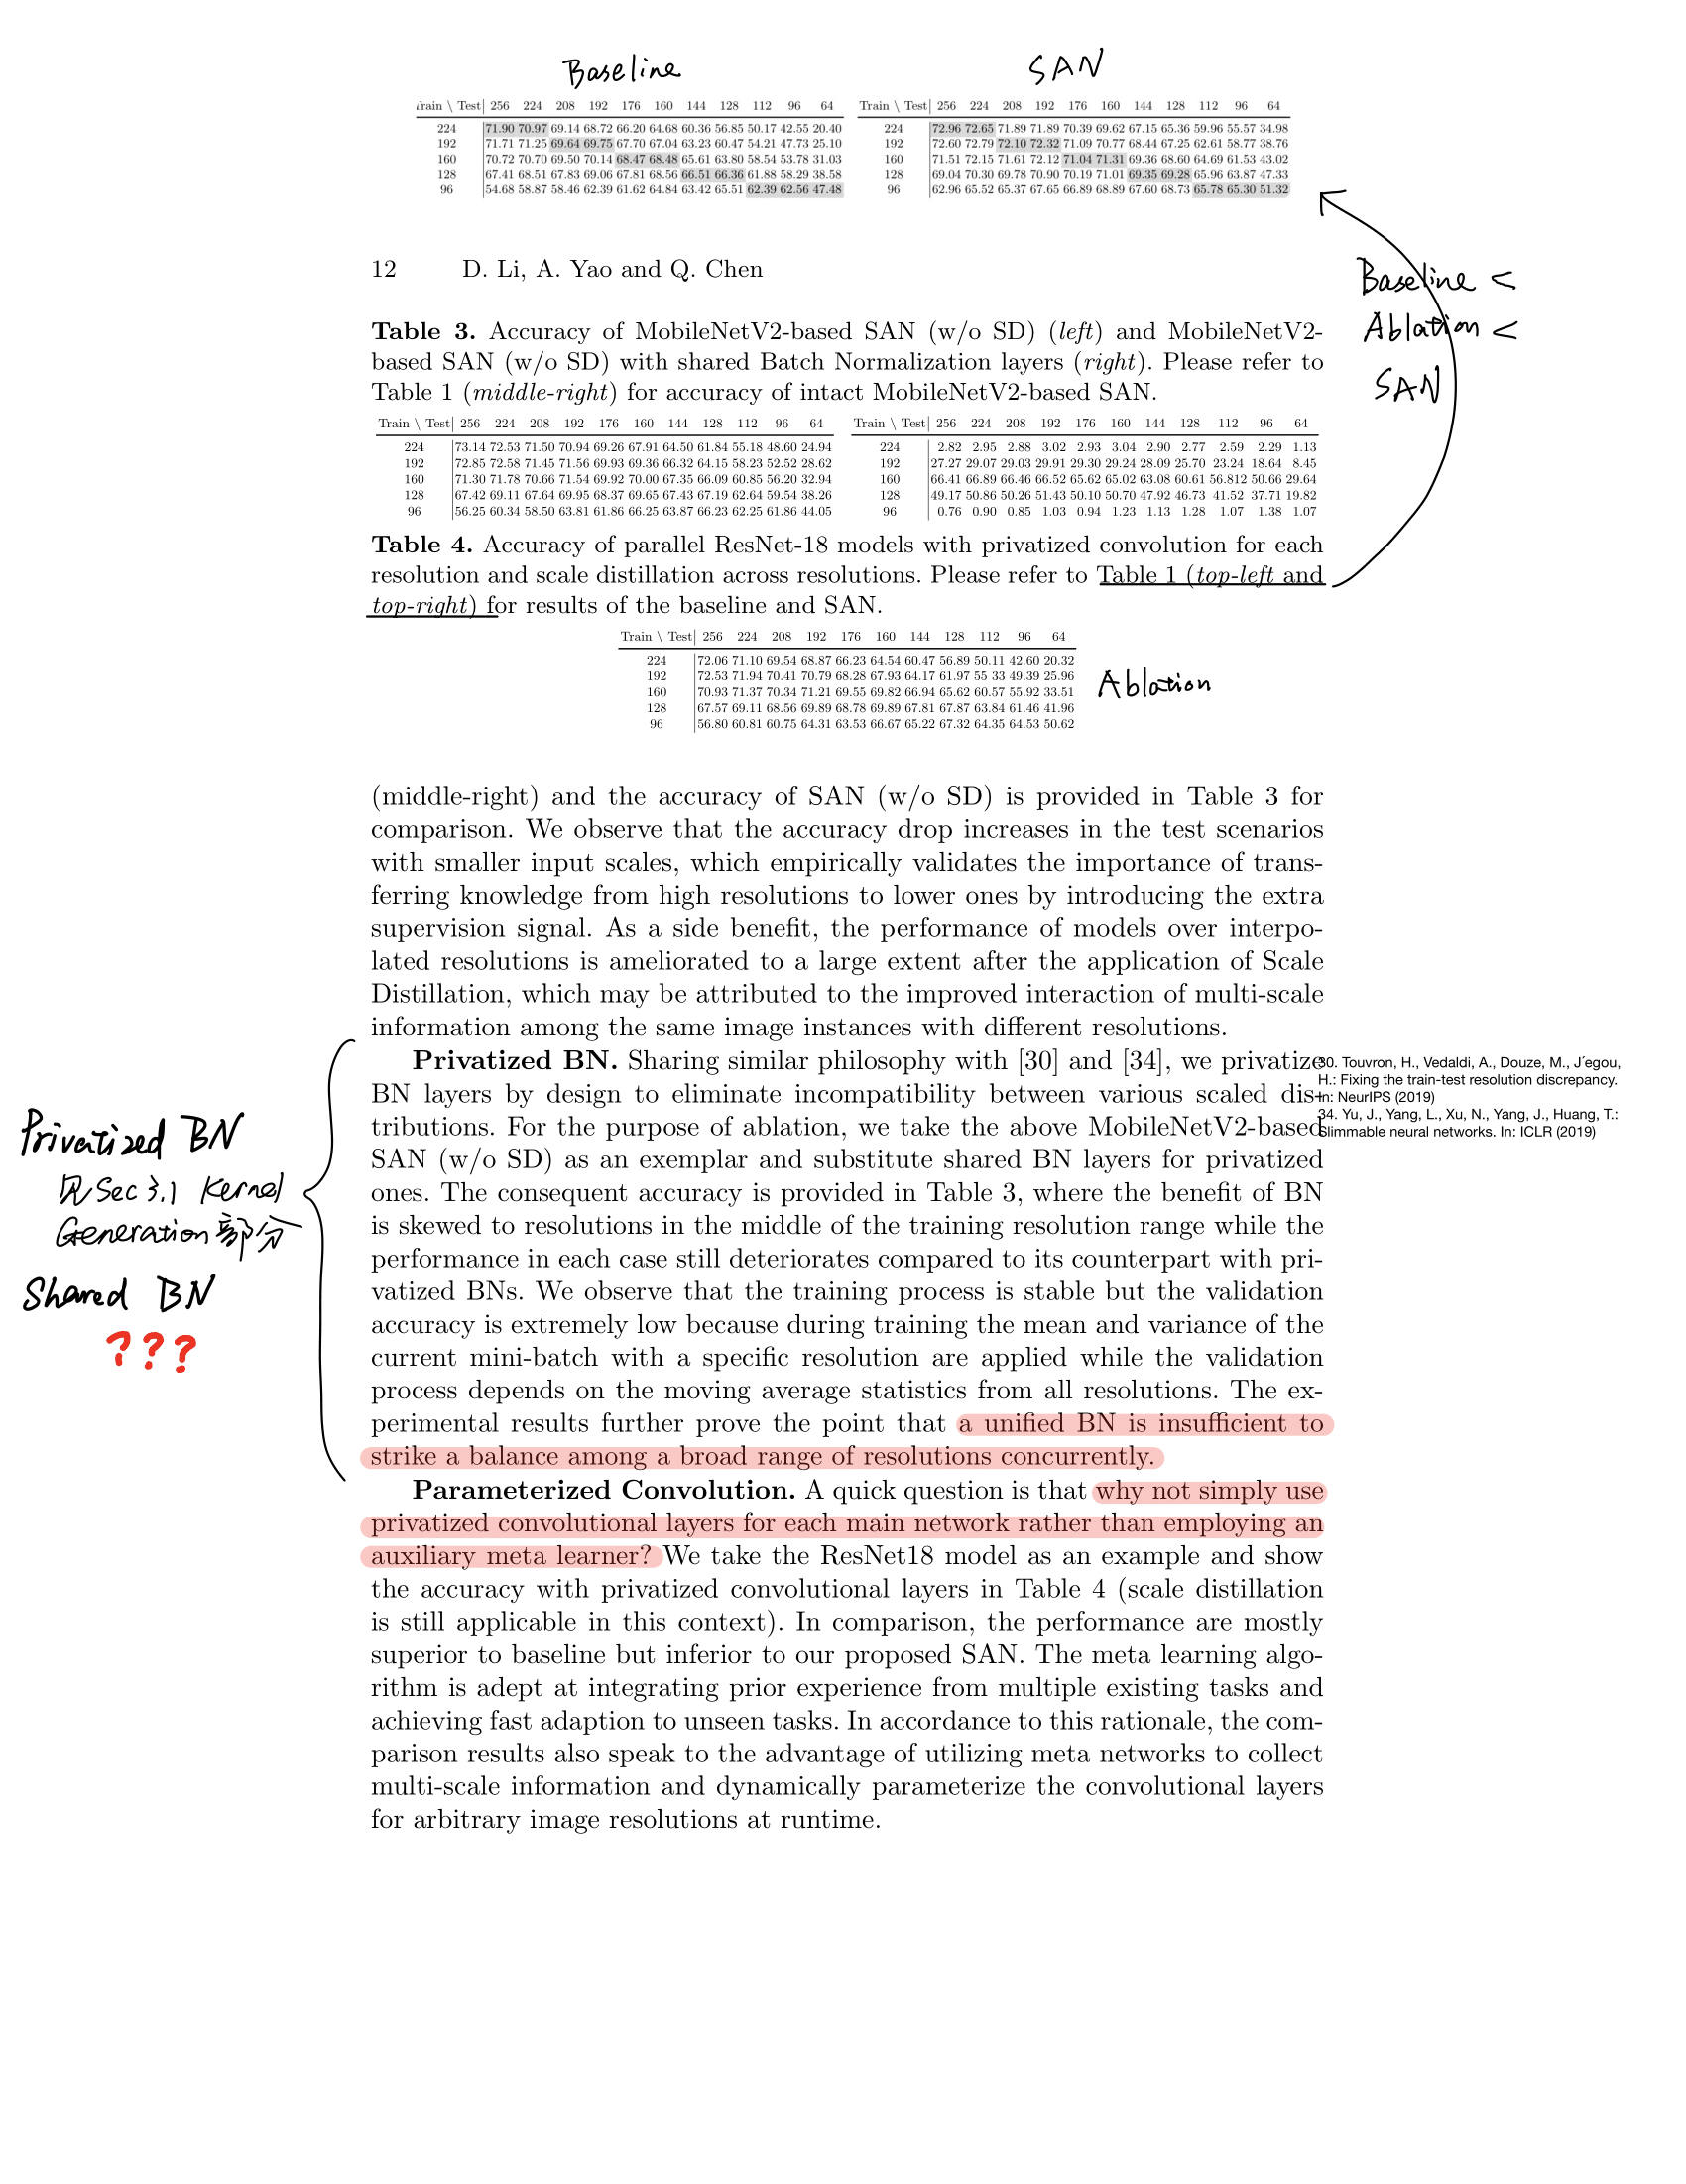 Baseline
SAN
Train \ Test 256 224 208 192 176 160 144 128 112 96 64
224 71.90 70.97 69.14 68.72 66.20 64.68 60.36 56.85 50.17 42.55 20.40
192 71.71 71.25 69.64 69.75 67.70 67.04 63.23 60.47 54.21 47.73 25.10
160 70.72 70.70 69.50 70.14 68.47 68.48 65.61 63.80 58.54 53.78 31.03
128 67.41 68.51 67.83 69.06 67.81 68.56 66.51 66.36 61.88 58.29 38.58
96 54.68 58.87 58.46 62.39 61.62 64.84 63.42 65.51 62.39 62.56 47.48
Train \ Test 256 224 208 192 176 160 144 128 112 96 64
224 72.96 72.65 71.89 71.89 70.39 69.62 67.15 65.36 59.96 55.57 34.98
192 72.60 72.79 72.10 72.32 71.09 70.77 68.44 67.25 62.61 58.77 38.76
160 71.51 72.15 71.61 72.12 71.04 71.31 69.36 68.60 64.69 61.53 43.02
128 69.04 70.30 69.78 70.90 70.19 71.01 69.35 69.28 65.96 63.87 47.33
96 62.96 65.52 65.37 67.65 66.89 68.89 67.60 68.73 65.78 65.30 51.32
Baseline <
Ablation <
SAN
12 D. Li, A. Yao and Q. Chen
Table 3. Accuracy of MobileNetV2-based SAN (w/o SD) (left) and MobileNetV2-
based SAN (w/o SD) with shared Batch Normalization layers (right). Please refer to
Table 1 (middle-right) for accuracy of intact MobileNetV2-based SAN.
Train \ Test 256 224 208 192 176 160 144 128 112 96 64
224 73.14 72.53 71.50 70.94 69.26 67.91 64.50 61.84 55.18 48.60 24.94
192 72.85 72.58 71.45 71.56 69.93 69.36 66.32 64.15 58.23 52.52 28.62
160 71.30 71.78 70.66 71.54 69.92 70.00 67.35 66.09 60.85 56.20 32.94
128 67.42 69.11 67.64 69.95 68.37 69.65 67.43 67.19 62.64 59.54 38.26
96 56.25 60.34 58.50 63.81 61.86 66.25 63.87 66.23 62.25 61.86 44.05
Train \ Test 256 224 208 192 176 160 144 128 112 96 64
224 2.82 2.95 2.88 3.02 2.93 3.04 2.90 2.77 2.59 2.29 1.13
192 27.27 29.07 29.03 29.91 29.30 29.24 28.09 25.70 23.24 18.64 8.45
160 66.41 66.89 66.46 66.52 65.62 65.02 63.08 60.61 56.812 50.66 29.64
128 49.17 50.86 50.26 51.43 50.10 50.70 47.92 46.73 41.52 37.71 19.82
96 0.76 0.90 0.85 1.03 0.94 1.23 1.13 1.28 1.07 1.38 1.07
Table 4. Accuracy of parallel ResNet-18 models with privatized convolution for each
resolution and scale distillation across resolutions. Please refer to Table 1 (top-left and
top-right) for results of the baseline and SAN.
Train \ Test 256 224 208 192 176 160 144 128 112 96 64
224 72.06 71.10 69.54 68.87 66.23 64.54 60.47 56.89 50.11 42.60 20.32
192 72.53 71.94 70.41 70.79 68.28 67.93 64.17 61.97 55 33 49.39 25.96
160 70.93 71.37 70.34 71.21 69.55 69.82 66.94 65.62 60.57 55.92 33.51
128 67.57 69.11 68.56 69.89 68.78 69.89 67.81 67.87 63.84 61.46 41.96
96 56.80 60.81 60.75 64.31 63.53 66.67 65.22 67.32 64.35 64.53 50.62
Ablation
(middle-right) and the accuracy of SAN (w/o SD) is provided in Table 3 for
comparison. We observe that the accuracy drop increases in the test scenarios
with smaller input scales, which empirically validates the importance of trans-
ferring knowledge from high resolutions to lower ones by introducing the extra
supervision signal. As a side benefit, the performance of models over interpo-
lated resolutions is ameliorated to a large extent after the application of Scale
Distillation, which may be attributed to the improved interaction of multi-scale
information among the same image instances with different resolutions.
Privatized BN. Sharing similar philosophy with [30] and [34], we privatize
BN layers by design to eliminate incompatibility between various scaled dis-
tributions. For the purpose of ablation, we take the above MobileNetV2-based
SAN (w/o SD) as an exemplar and substitute shared BN layers for privatized
ones. The consequent accuracy is provided in Table 3, where the benefit of BN
is skewed to resolutions in the middle of the training resolution range while the
performance in each case still deteriorates compared to its counterpart with pri-
vatized BNs. We observe that the training process is stable but the validation
accuracy is extremely low because during training the mean and variance of the
current mini-batch with a specific resolution are applied while the validation
process depends on the moving average statistics from all resolutions. The ex-
perimental results further prove the point that a unified BN is insufficient to
strike a balance among a broad range of resolutions concurrently.
30. Touvron, H., Vedaldi, A., Douze, M., J´egou,
H.: Fixing the train-test resolution discrepancy.
In: NeurIPS (2019)
34. Yu, J., Yang, L., Xu, N., Yang, J., Huang, T.:
Slimmable neural networks. In: ICLR (2019)
Privatized BN
见Sec 3.1 Kernel
Generation部分
Shared BN
???
Parameterized Convolution. A quick question is that why not simply use
privatized convolutional layers for each main network rather than employing an
auxiliary meta learner? We take the ResNet18 model as an example and show
the accuracy with privatized convolutional layers in Table 4 (scale distillation
is still applicable in this context). In comparison, the performance are mostly
superior to baseline but inferior to our proposed SAN. The meta learning algo-
rithm is adept at integrating prior experience from multiple existing tasks and
achieving fast adaption to unseen tasks. In accordance to this rationale, the com-
parison results also speak to the advantage of utilizing meta networks to collect
multi-scale information and dynamically parameterize the convolutional layers
for arbitrary image resolutions at runtime.